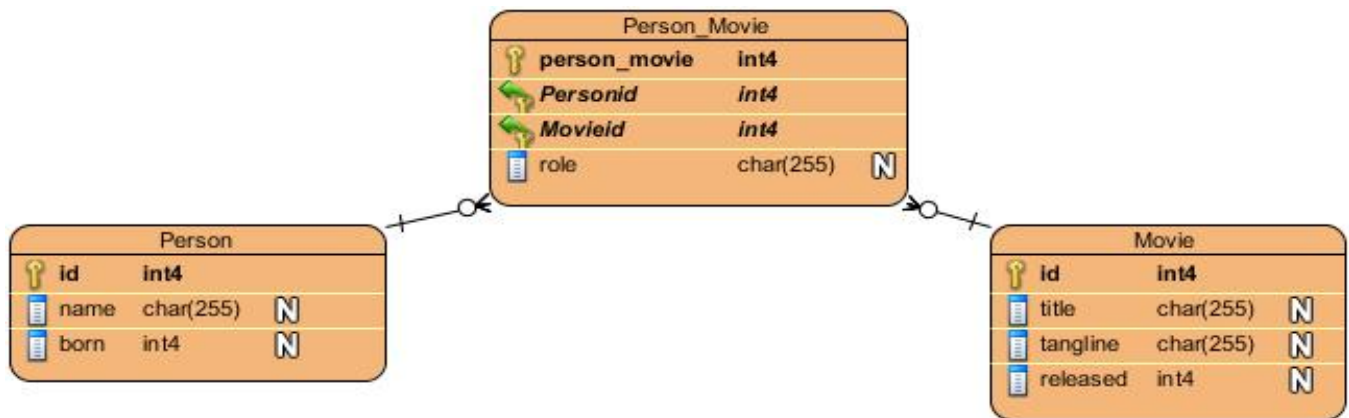 Person_Movie
person_movie int4
Personid int4
Movieid int4
role char(255) N
Person
id int4
name char(255) N
born int4 N
Movie
id int4
title char(255) N
tangline char(255) N
released int4 N